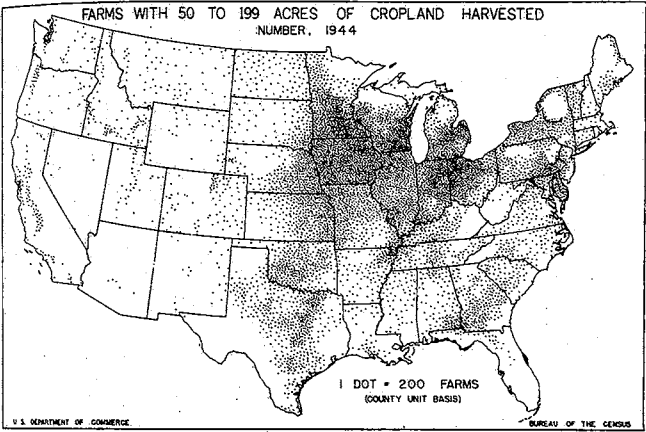 FARMS WITH 50 TO 199 ACRES OF CROPLAND HARVESTED
NUMBER, 1944
1 DOT = 200 FARMS
(COUNTY UNIT BASIS)
U S. DEPARTMENT OF COMMERCE
BUREAU OF THE CENSUS